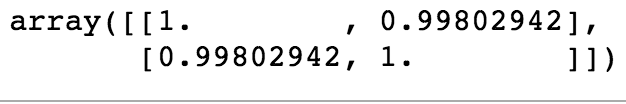 array([[1.        , 0.99802942],
       [0.99802942, 1.        ]])